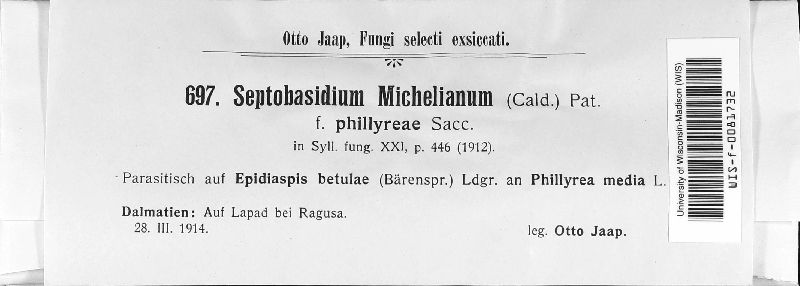 Otto Jaap, Fungi selecti exsiccati.
697. Septobasidium Michelianum (Cald.) Pat.
f. phillyreae Sacc.
in Syll. fung. XXI, p. 446 (1912).
Parasitisch auf Epidiaspis betulae (Bärenspr.) Ldgr. an Phillyrea media L.
Dalmatien: Auf Lapad bei Ragusa.
28. III. 1914.
leg. Otto Jaap.
University of Wisconsin-Madison (WIS)
WIS-f-0081732